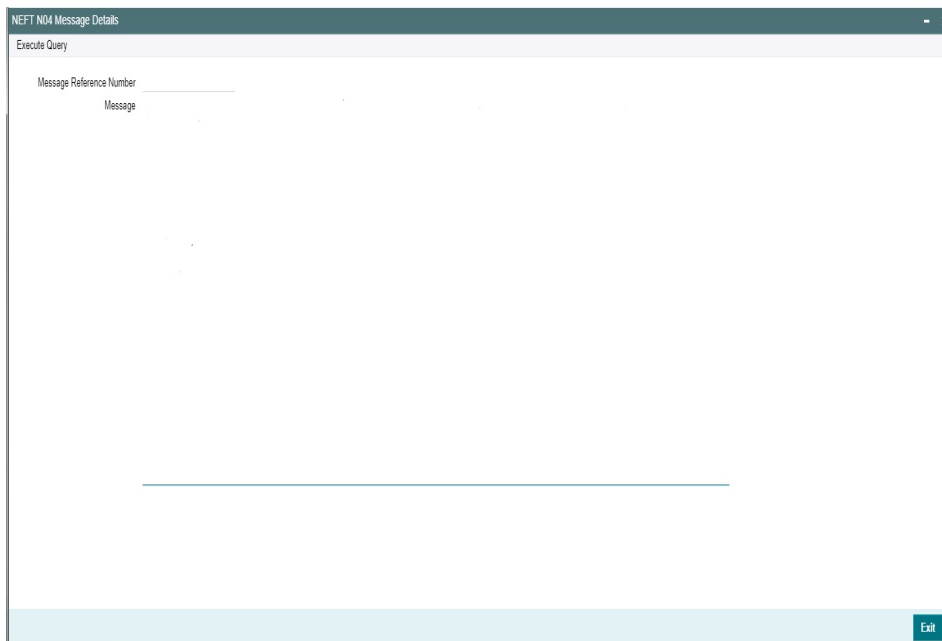 NEFT N04 Message Details
Execute Query
Message Reference Number
Message
Exit